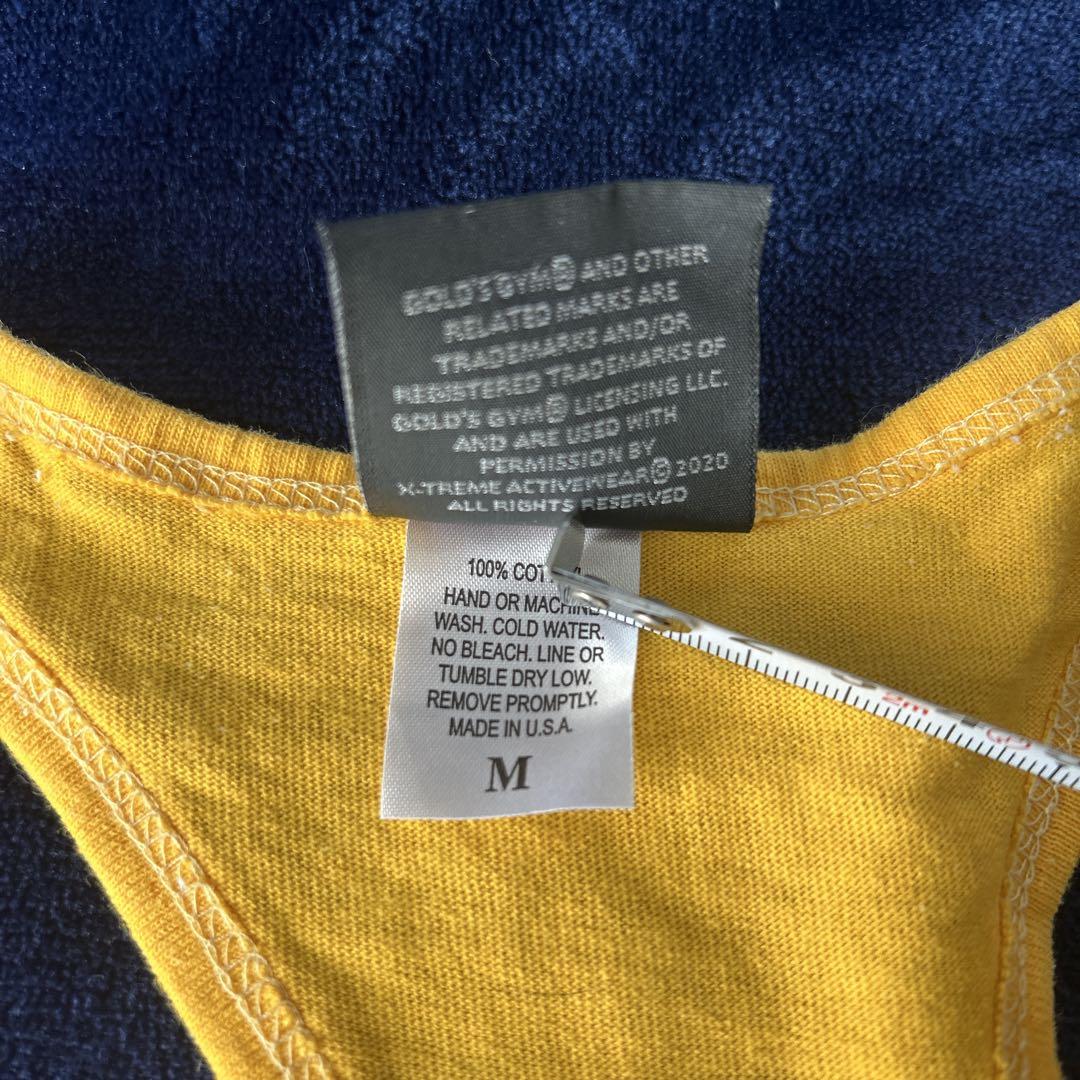 GOLD'S GYM® AND OTHER
RELATED MARKS ARE
TRADEMARKS AND/OR
REGISTERED TRADEMARKS OF
GOLD'S GYM® LICENSING LLC.
AND ARE USED WITH
PERMISSION BY
X-TREME ACTIVEWEAR© 2020
ALL RIGHTS RESERVED
100%
HAND OR MACHINE
WASH. COLD WATER.
NO BLEACH. LINE OR
TUMBLE DRY LOW.
REMOVE PROMPTLY.
MADE IN U.S.A.
M
2m